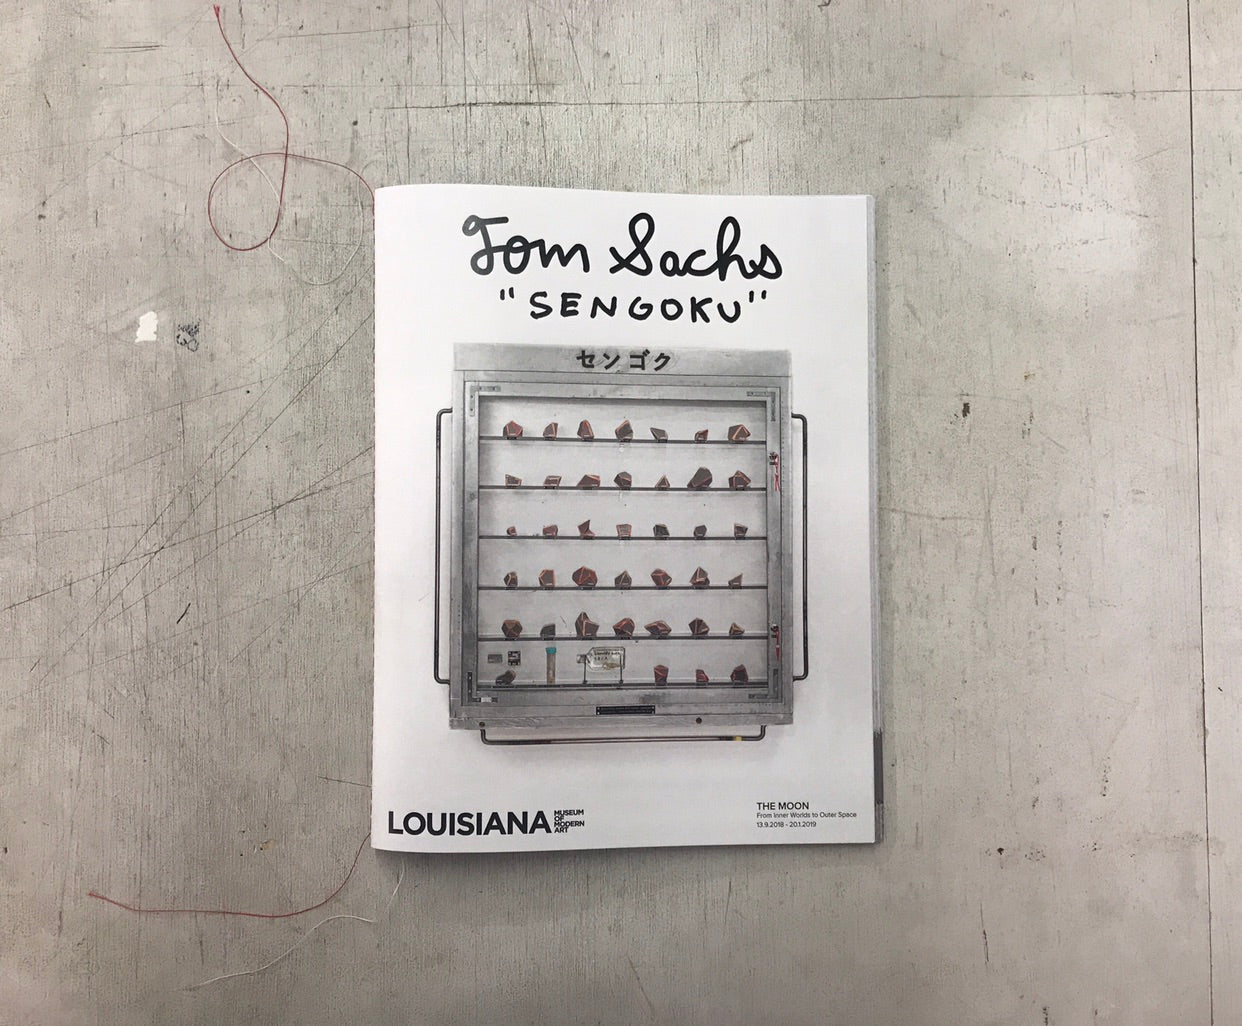 Tom Sachs
"SENGOKU"
センゴク
LOUISIANA
MUSEUM
OF
MODERN
ART
THE MOON
From Inner Worlds to Outer Space
13.9.2018 - 20.1.2019